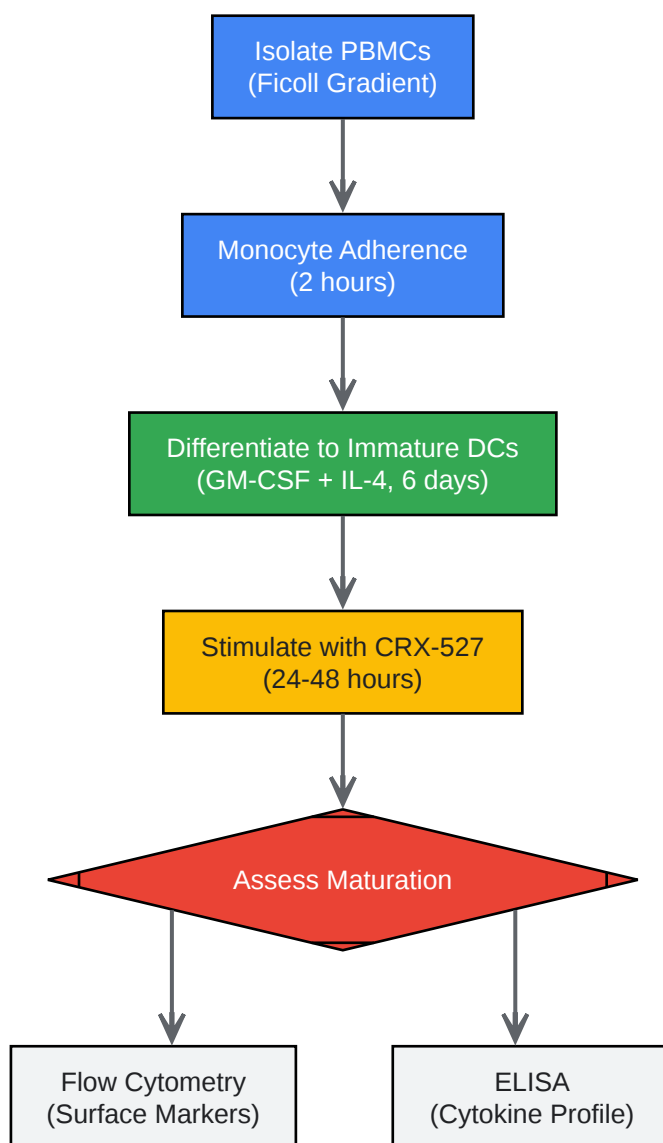 Isolate PBMCs
(Ficoll Gradient)
Monocyte Adherence
(2 hours)
Differentiate to Immature DCs
(GM-CSF + IL-4, 6 days)
Stimulate with CRX-527
(24-48 hours)
Assess Maturation
Flow Cytometry
(Surface Markers)
ELISA
(Cytokine Profile)